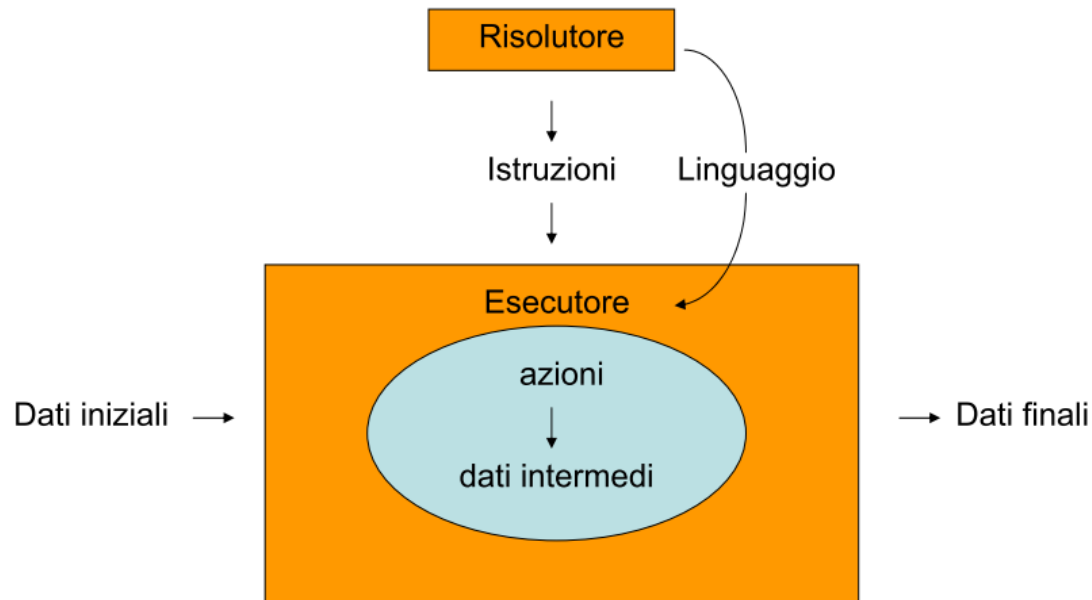 Risolutore
Istruzioni
Linguaggio
Esecutore
azioni
Dati iniziali
Dati finali
dati intermedi